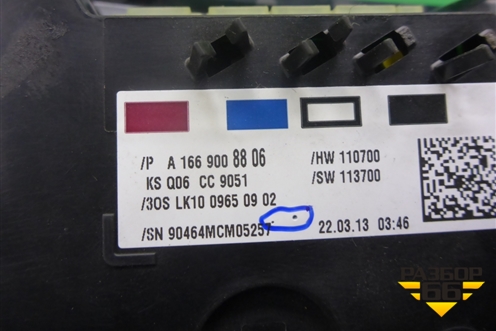 /P A 166 900 88 06 /HW 110700
KS Q06 CC 9051 /SW 113700
/3OS LK10 0965 09 02
/SN 90464MCM05257 22.03.13 03:46
РАЗБОР
66